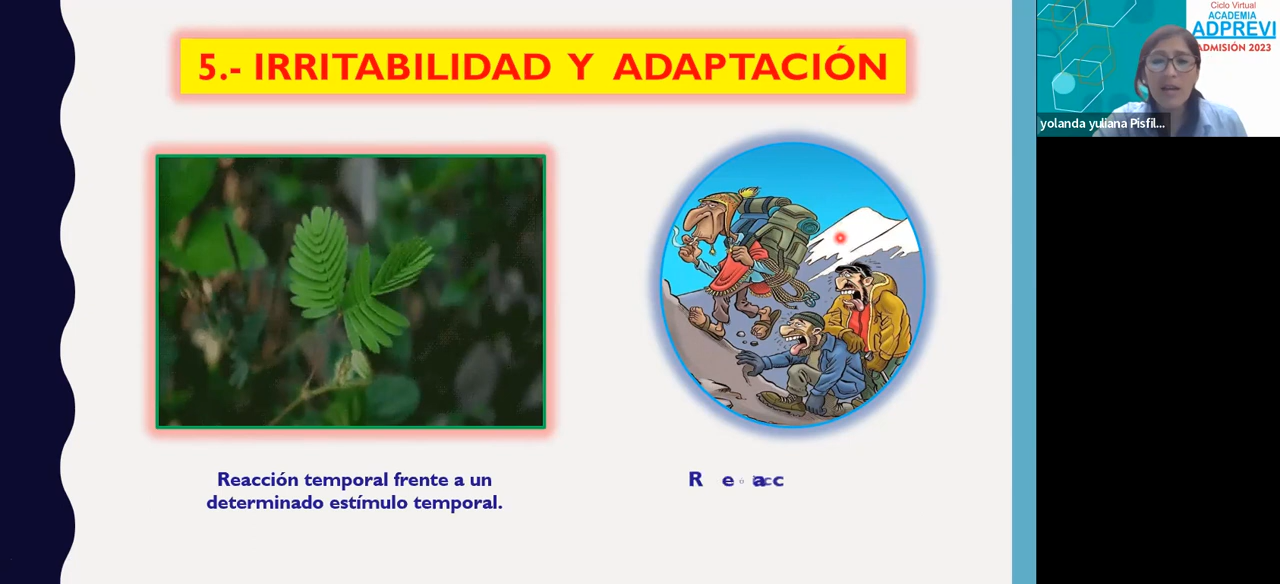 5.- IRRITABILIDAD Y ADAPTACIÓN
Reacción temporal frente a un
determinado estímulo temporal.
Ciclo Virtual
ACADEMIA
ADPREVI
ADMISIÓN 2023
yolanda yuliana Pisfil...